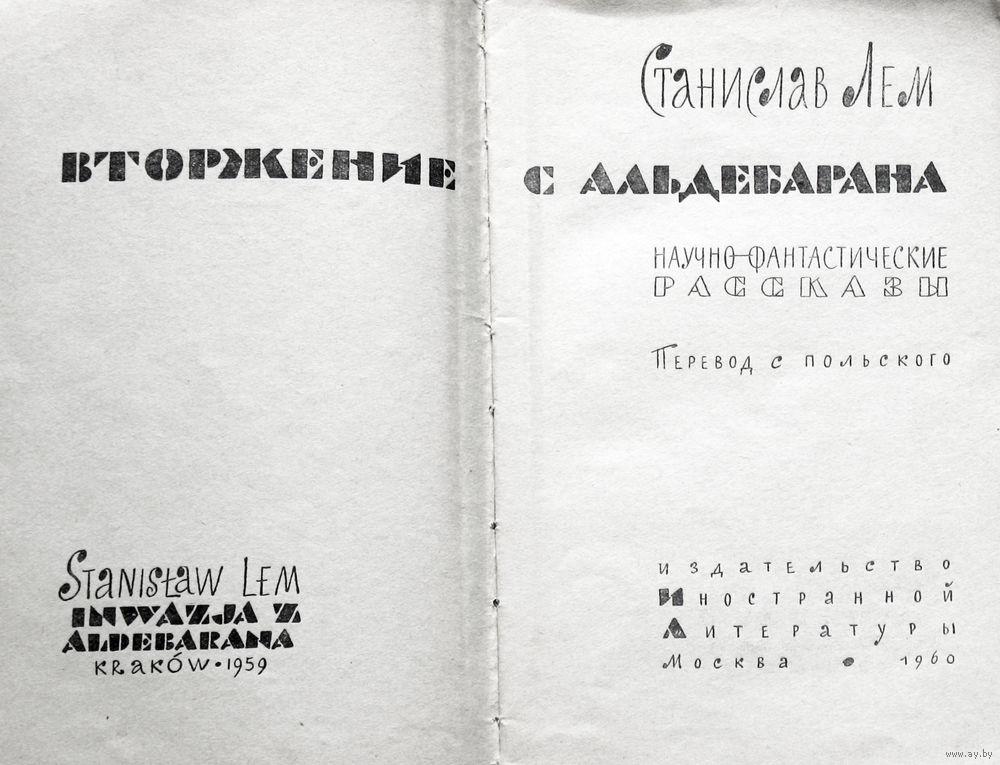 Станислав Лем
ВТОРЖЕНИЕ С АЛЬДЕБАРАНА
НАУЧНО-ФАНТАСТИЧЕСКИЕ
РАССКАЗЫ
Перевод с польского
Stanisław Lem
INWAZJA Z
ALDEBARANA
KRAKÓW • 1959
издательство
Иностранной
Литературы
Москва • 1960
www.ay.by